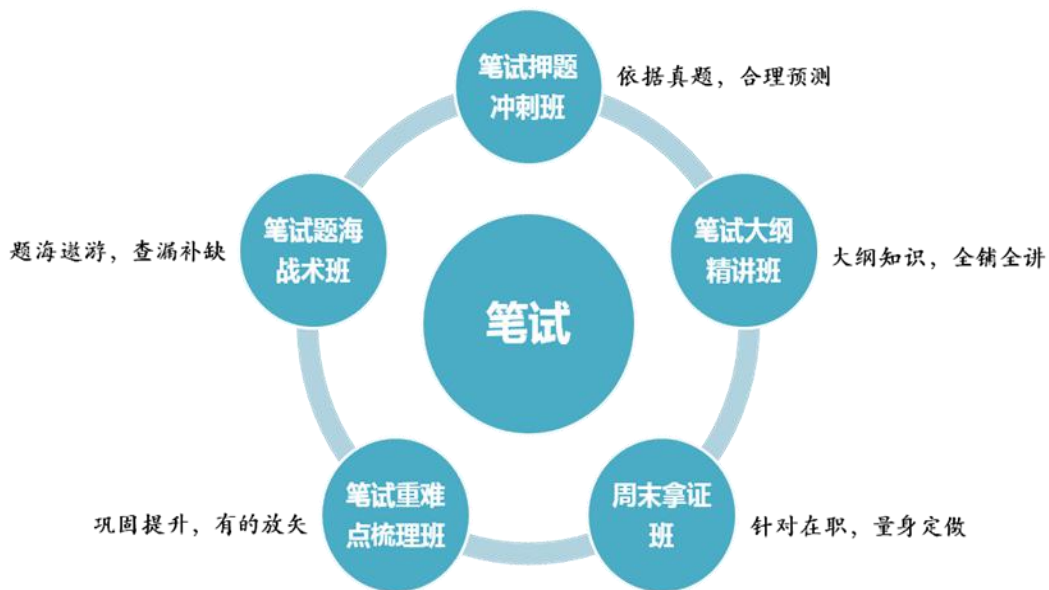 笔试押题
冲刺班
依据真题，合理预测
笔试题海
战术班
题海遨游，查漏补缺
笔试大纲
精讲班
大纲知识，全铺全讲
笔试
笔试重难
点梳理班
巩固提升，有的放矢
周末拿证
班
针对在职，量身定做